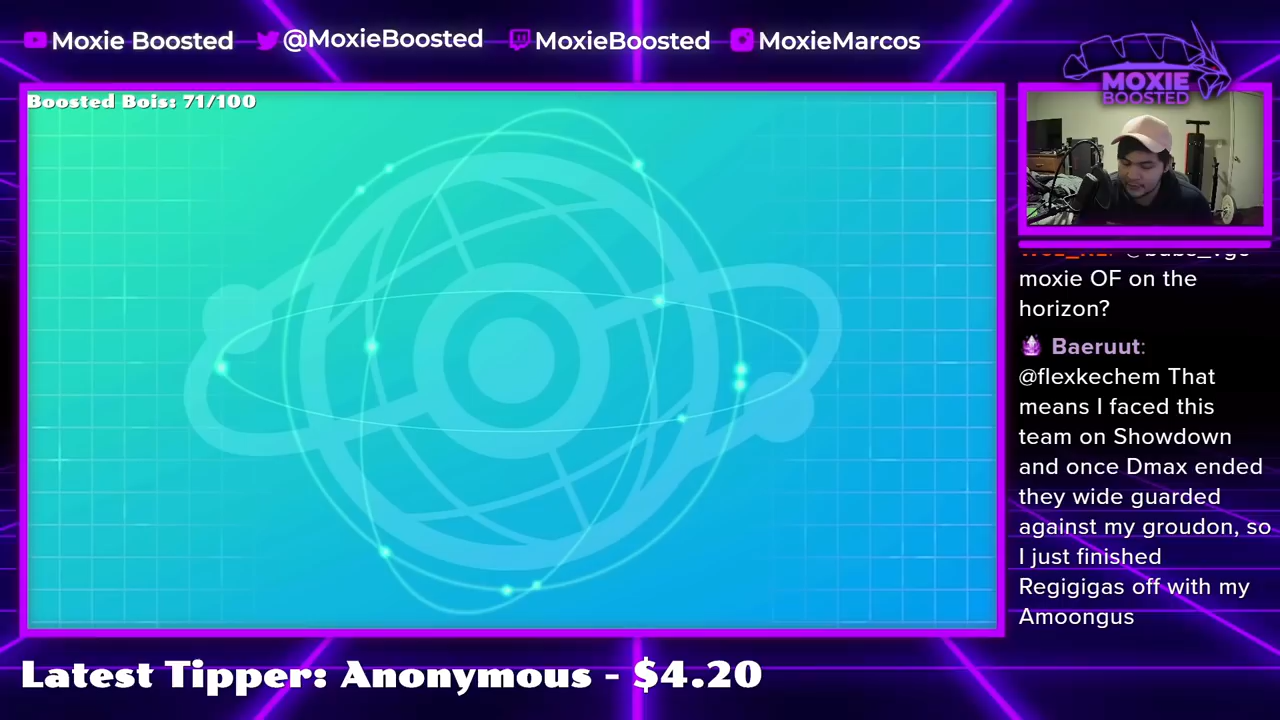 Moxie Boosted @MoxieBoosted MoxieBoosted MoxieMarcos
MOXIE
BOOSTED
Boosted Bois: 71/100
moxie OF on the
horizon?
Baeruut:
@flexkechem That
means I faced this
team on Showdown
and once Dmax ended
they wide guarded
against my groudon, so
I just finished
Regigigas off with my
Amoongus
Latest Tipper: Anonymous - $4.20